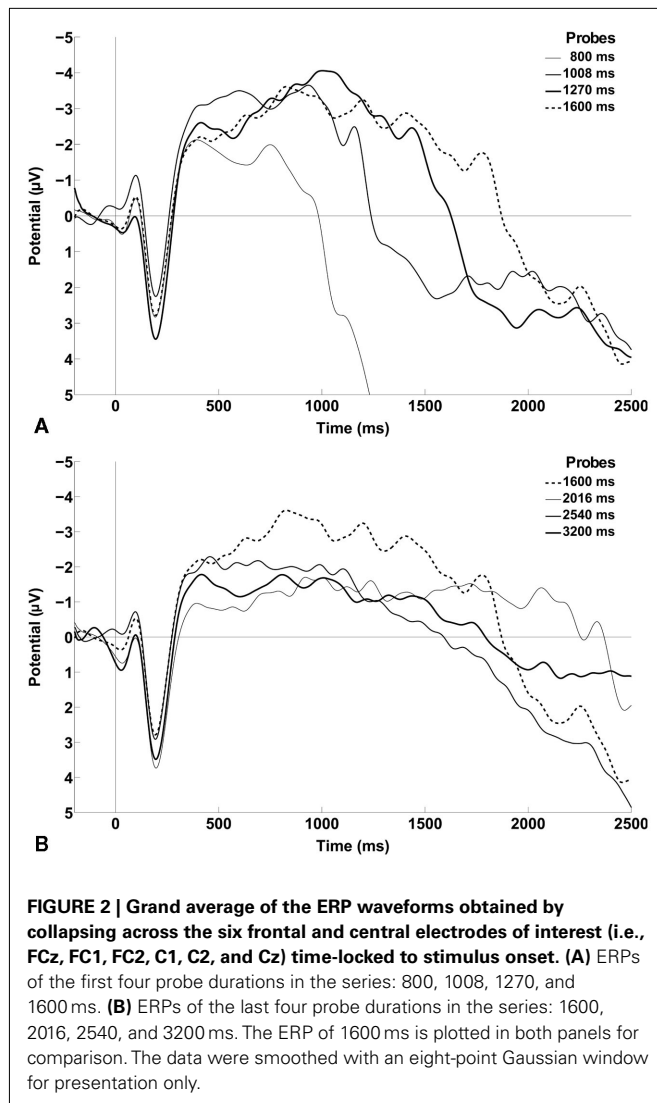 −5
−4
−3
−2
−1
0
1
2
3
4
5
Potential (µV)
Probes
800 ms
1008 ms
1270 ms
1600 ms
0
500
1000
1500
2000
2500
Time (ms)
A
−5
−4
−3
−2
−1
0
1
2
3
4
5
Potential (µV)
Probes
1600 ms
2016 ms
2540 ms
3200 ms
0
500
1000
1500
2000
2500
Time (ms)
B
FIGURE 2 | Grand average of the ERP waveforms obtained by
collapsing across the six frontal and central electrodes of interest (i.e.,
FCz, FC1, FC2, C1, C2, and Cz) time-locked to stimulus onset. (A) ERPs
of the first four probe durations in the series: 800, 1008, 1270, and
1600 ms. (B) ERPs of the last four probe durations in the series: 1600,
2016, 2540, and 3200 ms. The ERP of 1600 ms is plotted in both panels for
comparison. The data were smoothed with an eight-point Gaussian window
for presentation only.